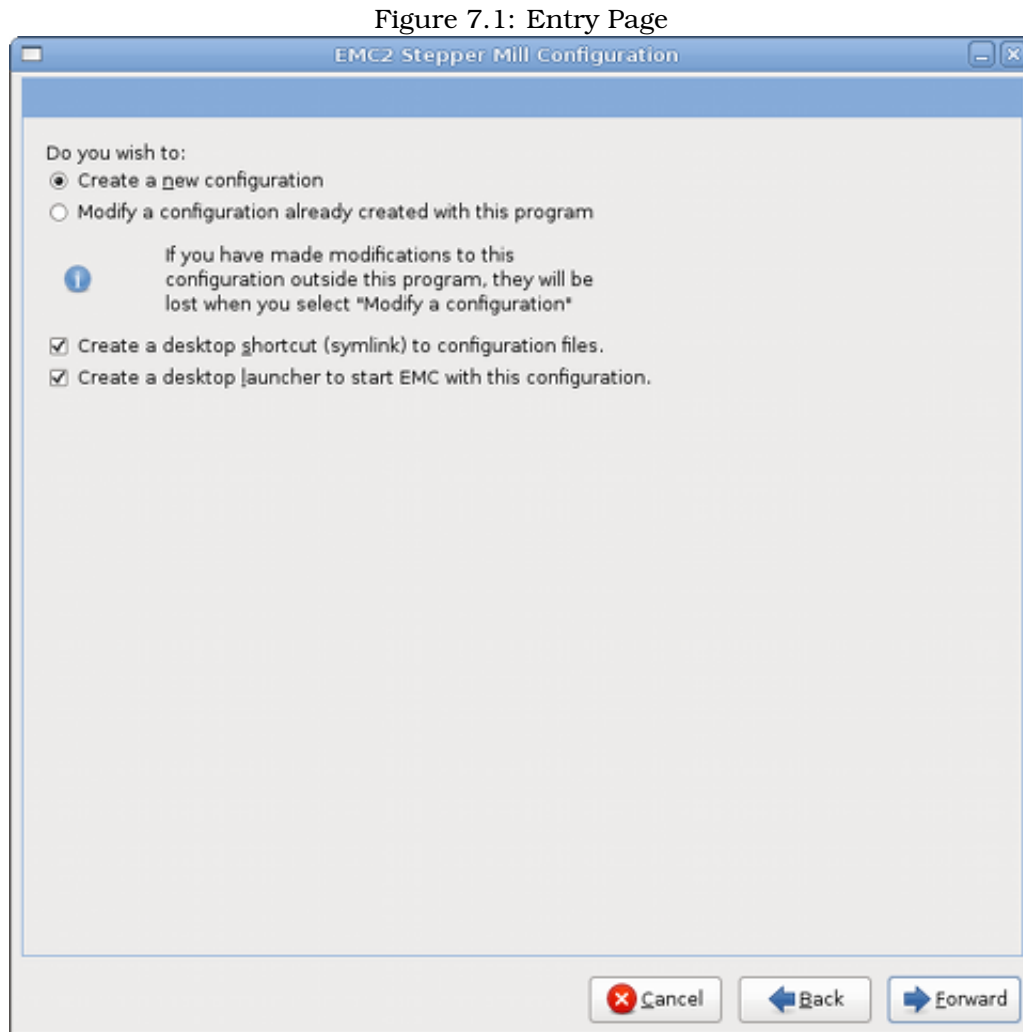 Figure 7.1: Entry Page
EMC2 Stepper Mill Configuration
Do you wish to:
Create a new configuration
Modify a configuration already created with this program
If you have made modifications to this
configuration outside this program, they will be
lost when you select "Modify a configuration"
Create a desktop shortcut (symlink) to configuration files.
Create a desktop launcher to start EMC with this configuration.
Cancel
Back
Forward